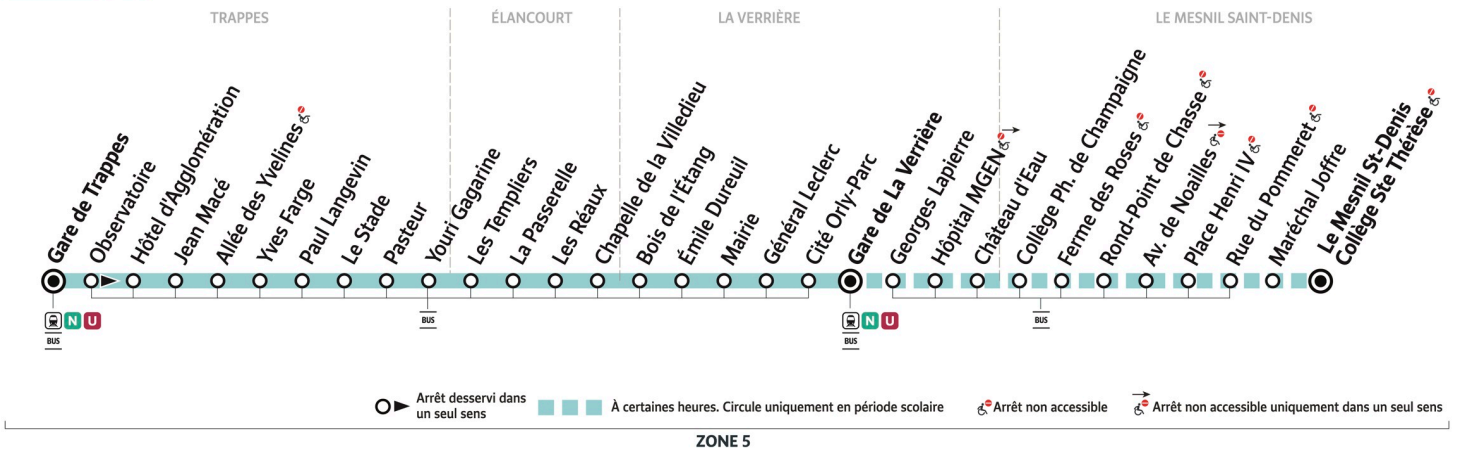 TRAPPES
ÉLANCOURT
LA VERRIÈRE
LE MESNIL SAINT-DENIS
Gare de Trappes
Observatoire
Hôtel d'Agglomération
Jean Macé
Allée des Yvelines
Yves Farge
Paul Langevin
Le Stade
Pasteur
Youri Gagarine
Les Templiers
La Passerelle
Les Réaux
Chapelle de la Villedieu
Bois de l'Étang
Émile Dureuil
Mairie
Général Leclerc
Cité Orly-Parc
Gare de La Verrière
Georges Lapierre
Hôpital MGEN
Château d'Eau
Collège Ph. de Champaigne
Ferme des Roses
Rond-Point de Chasse
Av. de Noailles
Place Henri IV
Rue du Pommeret
Maréchal Joffre
Le Mesnil St-Denis
Collège Ste Thérèse
N U
BUS
BUS
N U
BUS
BUS
Arrêt desservi dans
un seul sens
À certaines heures. Circule uniquement en période scolaire
Arrêt non accessible
Arrêt non accessible uniquement dans un seul sens
ZONE 5